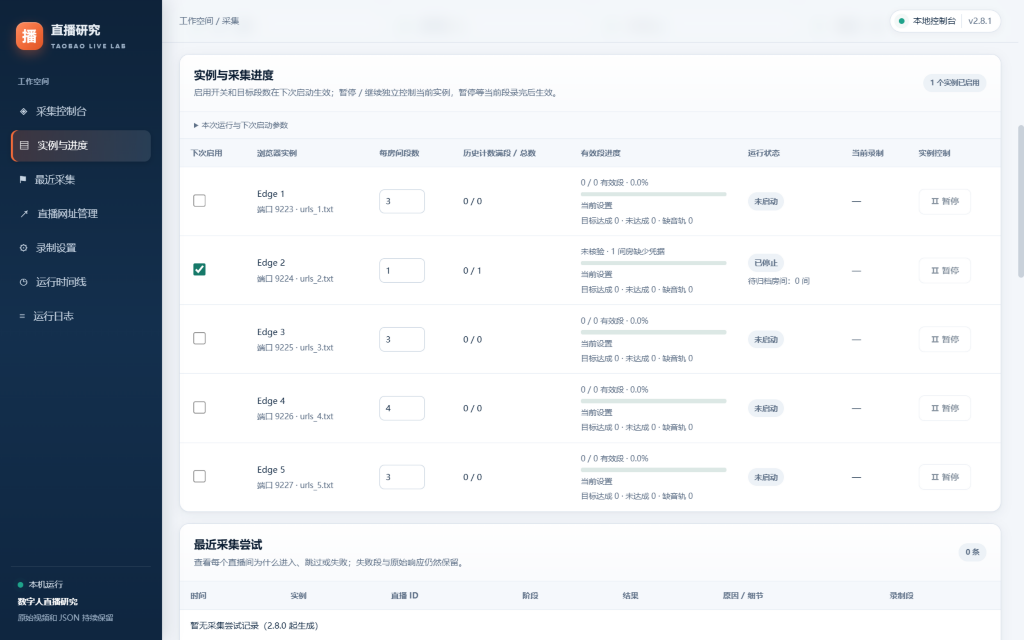 播
直播研究
TAOBAO LIVE LAB
工作空间
采集控制台
实例与进度
最近采集
直播网址管理
录制设置
运行时间线
运行日志
本机运行
数字人直播研究
原始视频和 JSON 持续保留
工作空间 / 采集
本地控制台
v2.8.1
实例与采集进度
启用开关和目标段数在下次启动生效；暂停 / 继续独立控制当前实例，暂停等当前段录完后生效。
1 个实例已启用
▶ 本次运行与下次启动参数
下次启用 浏览器实例 每房间段数 历史计数满段 / 总数 有效段进度 运行状态 当前录制 实例控制
Edge 1
端口 9223 · urls_1.txt
3
0 / 0
0 / 0 有效段 · 0.0%
当前设置
目标达成 0 · 未达成 0 · 缺音轨 0
未启动
—
暂停
Edge 2
端口 9224 · urls_2.txt
1
0 / 1
未核验 · 1 间房缺少凭据
当前设置
目标达成 0 · 未达成 0 · 缺音轨 0
已停止
待归档房间：0 间
—
暂停
Edge 3
端口 9225 · urls_3.txt
3
0 / 0
0 / 0 有效段 · 0.0%
当前设置
目标达成 0 · 未达成 0 · 缺音轨 0
未启动
—
暂停
Edge 4
端口 9226 · urls_4.txt
4
0 / 0
0 / 0 有效段 · 0.0%
当前设置
目标达成 0 · 未达成 0 · 缺音轨 0
未启动
—
暂停
Edge 5
端口 9227 · urls_5.txt
3
0 / 0
0 / 0 有效段 · 0.0%
当前设置
目标达成 0 · 未达成 0 · 缺音轨 0
未启动
—
暂停
最近采集尝试
查看每个直播间为什么进入、跳过或失败；失败段与原始响应仍然保留。
0 条
时间 实例 直播 ID 阶段 结果 原因 / 细节 录制段
暂无采集尝试记录（2.8.0 起生成）